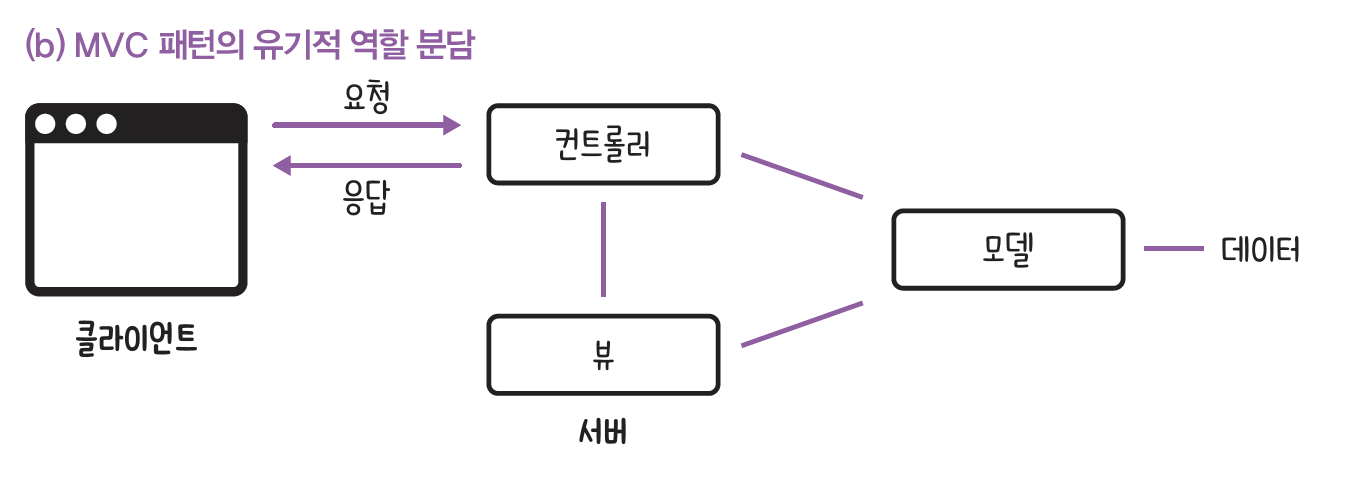 (b) MVC 패턴의 유기적 역할 분담
요청
응답
클라이언트
컨트롤러
뷰
서버
모델
데이터